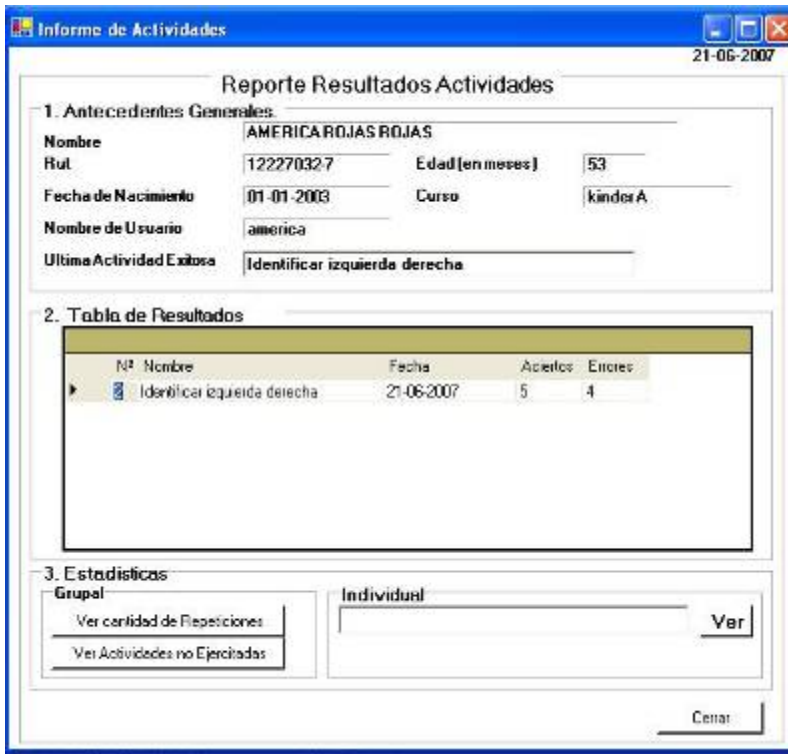 Informe de Actividades
21-06-2007
Reporte Resultados Actividades
1. Antecedentes Generales.
Nombre AMERICA ROJAS ROJAS
Rut 12227032-7 Edad (en meses) 53
Fecha de Nacimiento 01-01-2003 Curso kinder A
Nombre de Usuario america
Ultima Actividad Exitosa Identificar izquierda derecha
2. Tabla de Resultados
Nº Nombre Fecha Aciertos Errores
2 Identificar izquierda derecha 21-06-2007 5 4
3. Estadisticas
Grupal Individual
Ver cantidad de Repeticiones Ver
Ver Actividades no Ejercitadas
Cerrar